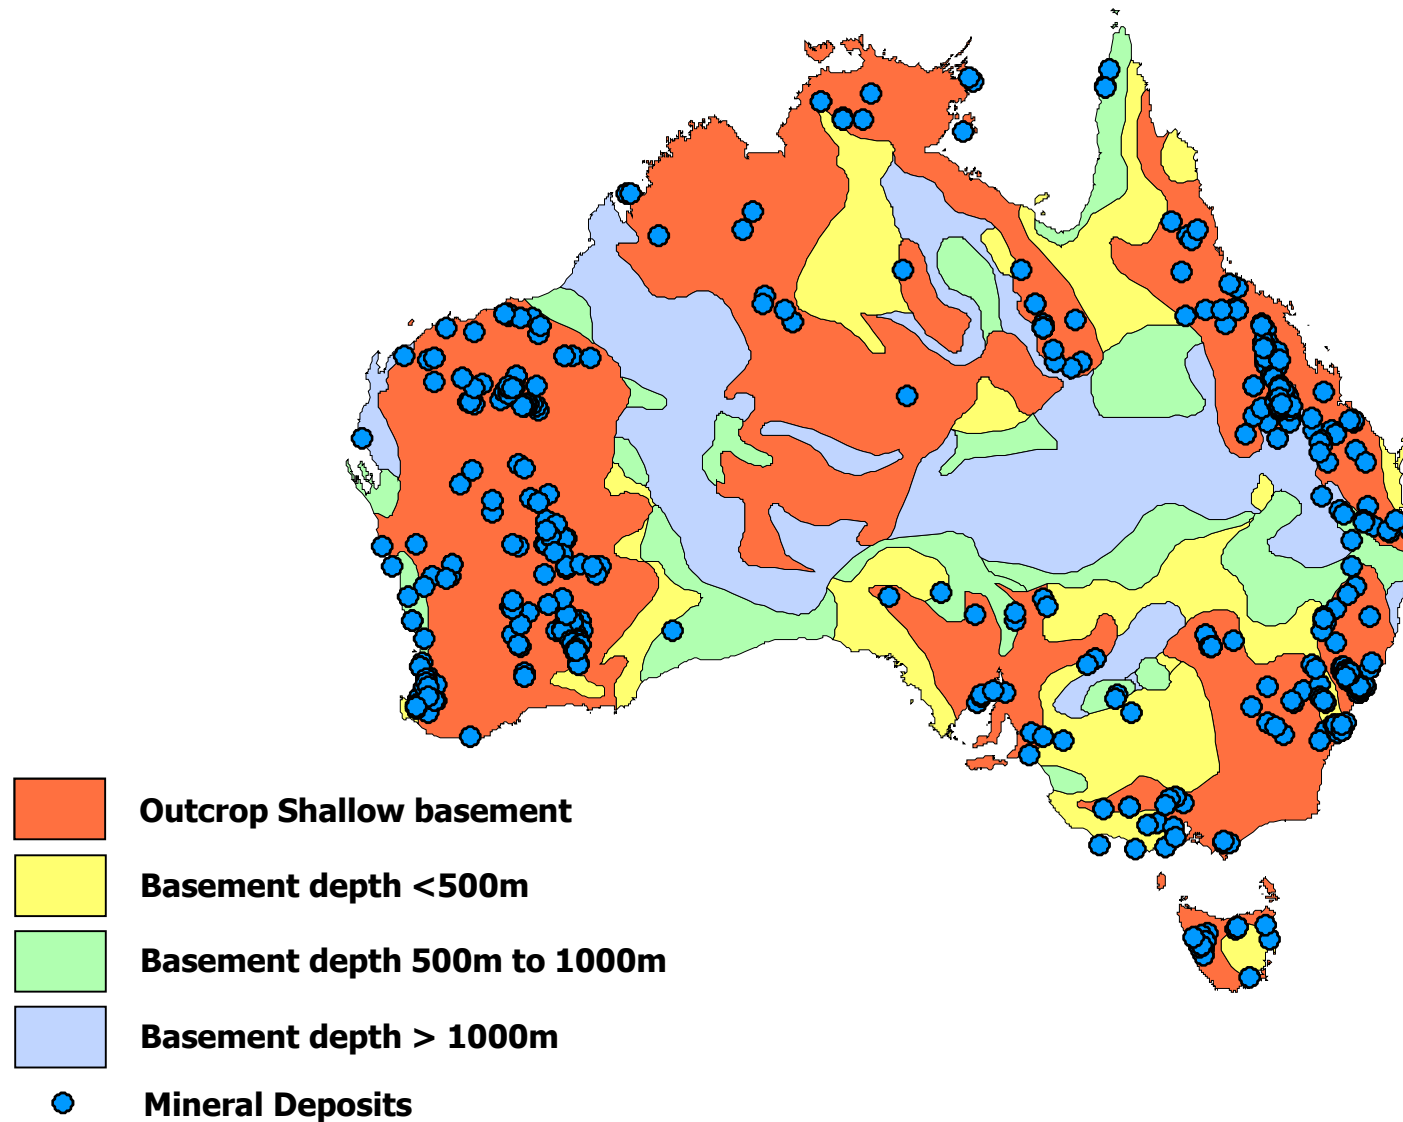 Outcrop Shallow basement
Basement depth <500m
Basement depth 500m to 1000m
Basement depth > 1000m
Mineral Deposits